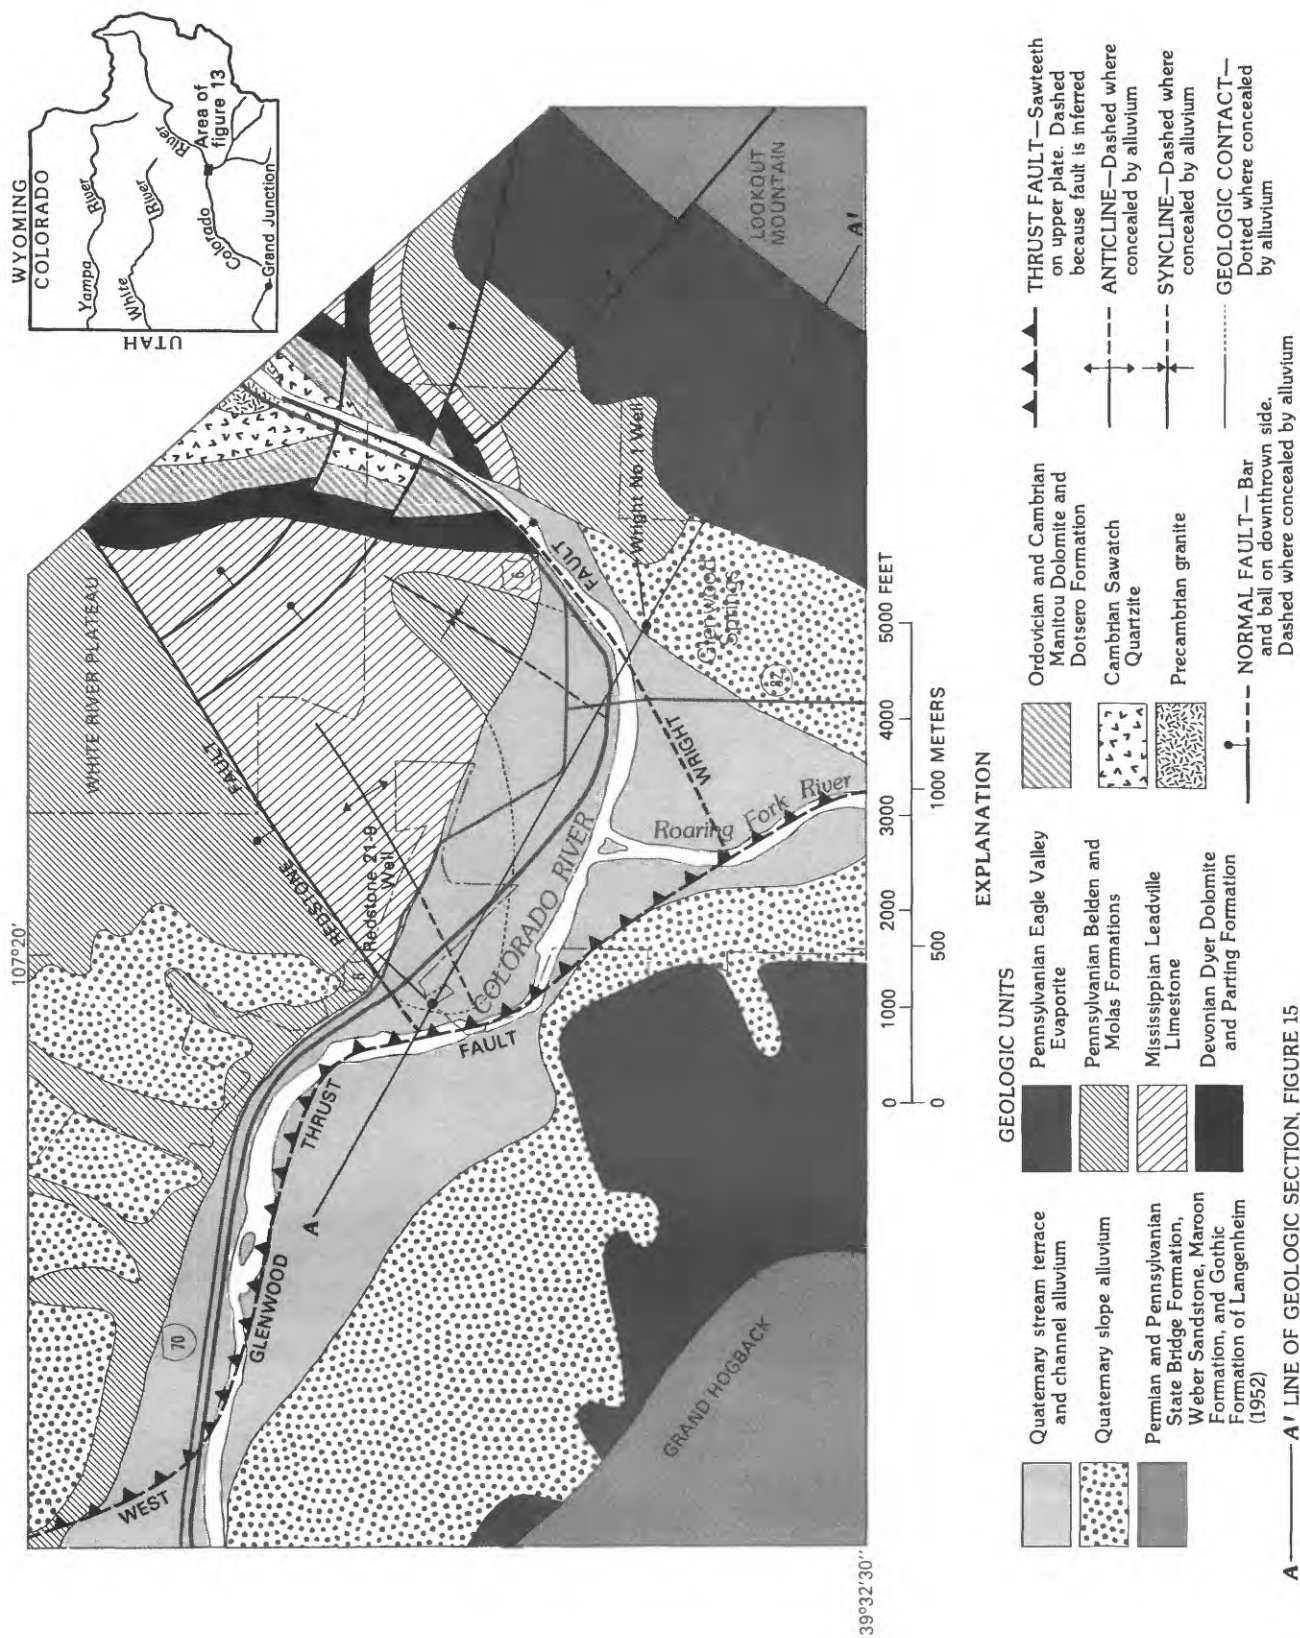 WYOMING
COLORADO
UTAH
Yampa
River
White
River
River
Colorado
Area of
figure 13
Grand Junction
107°20'
39°32'30"
WHITE RIVER PLATEAU
REDSTONE
FAULT
Redstone 21-9
Well
6
6
70
82
WEST
GLENWOOD
THRUST
FAULT
COLORADO RIVER
Roaring Fork River
WRIGHT
FAULT
Wright No 1 Well
Glenwood
Springs
LOOKOUT
MOUNTAIN
GRAND HOGBACK
A
A'
0 1000 2000 3000 4000 5000 FEET
0 500 1000 METERS
EXPLANATION
GEOLOGIC UNITS
Quaternary stream terrace
and channel alluvium
Quaternary slope alluvium
Permian and Pennsylvanian
State Bridge Formation,
Weber Sandstone, Maroon
Formation, and Gothic
Formation of Langenheim
(1952)
Pennsylvanian Eagle Valley
Evaporite
Pennsylvanian Belden and
Molas Formations
Mississippian Leadville
Limestone
Devonian Dyer Dolomite
and Parting Formation
Ordovician and Cambrian
Manitou Dolomite and
Dotsero Formation
Cambrian Sawatch
Quartzite
Precambrian granite
NORMAL FAULT—Bar
and ball on downthrown side.
Dashed where concealed by alluvium
THRUST FAULT—Sawteeth
on upper plate. Dashed
because fault is inferred
ANTICLINE—Dashed where
concealed by alluvium
SYNCLINE—Dashed where
concealed by alluvium
GEOLOGIC CONTACT—
Dotted where concealed
by alluvium
A——A' LINE OF GEOLOGIC SECTION, FIGURE 15